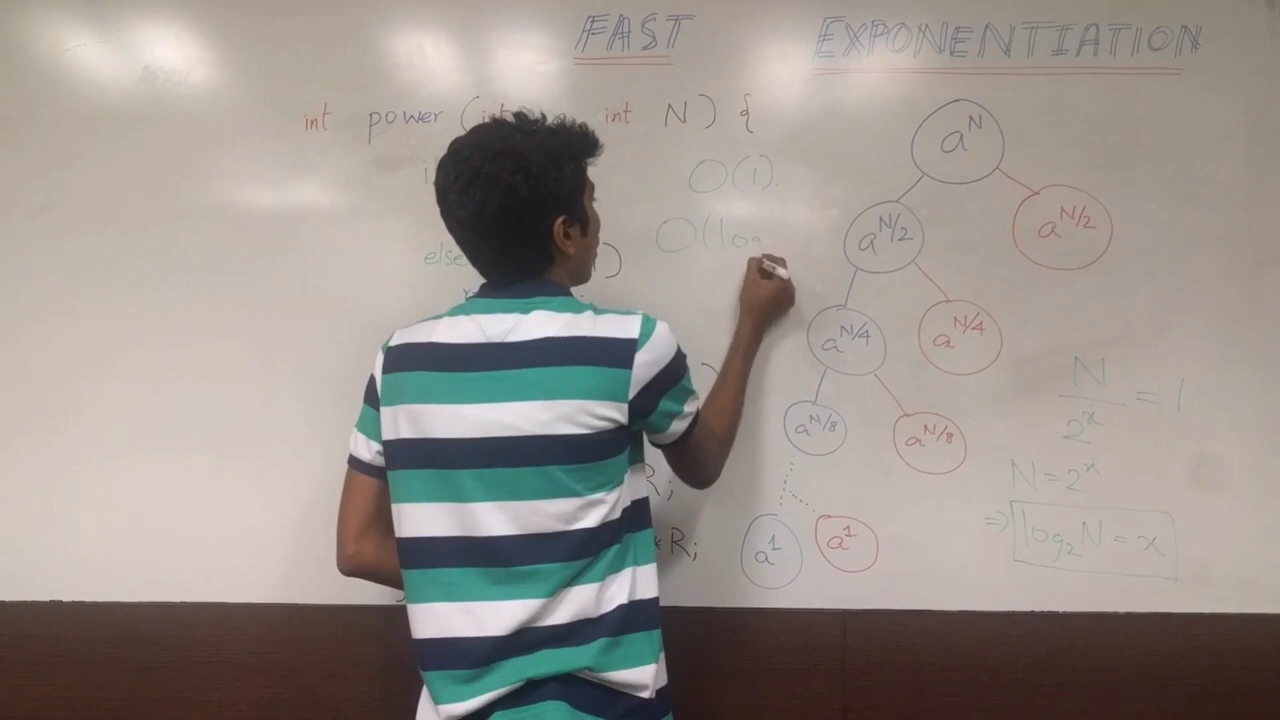 FAST EXPONENTIATION
int power ( int N ) {
O(1).
else )
O(log
R;
* R;
a^N
a^N/2 a^N/2
a^N/4 a^N/4
a^N/8 a^N/8
a^1 a^1
N/2^x = 1
N = 2^x
⇒ log₂N = x